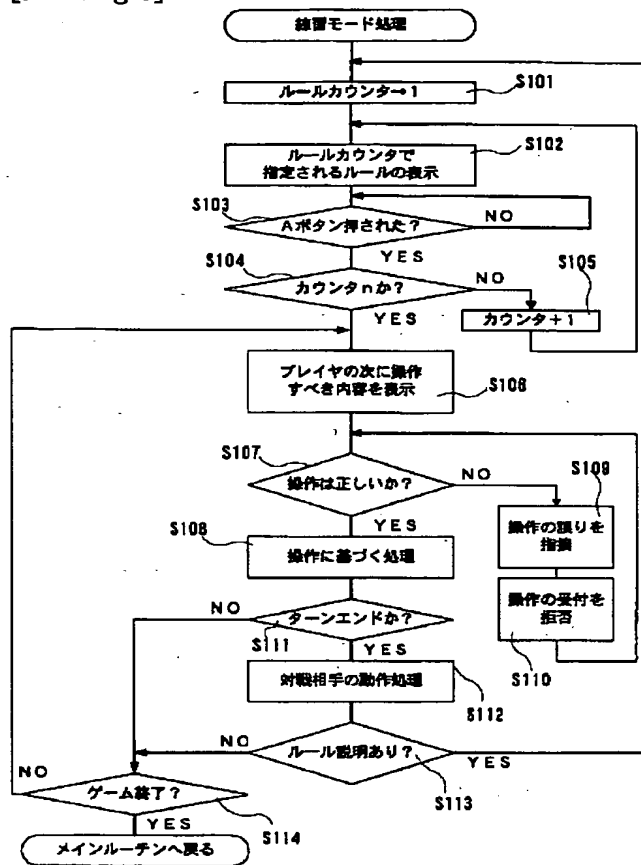 練習モード処理
ルールカウンタ→1
S101
ルールカウンタで
指定されるルールの表示
S102
S103
Aボタン押された?
NO
YES
S104
カウンタnか?
NO
S105
YES
カウンタ+1
プレイヤの次に操作
すべき内容を表示
S106
S107
操作は正しいか?
NO
S109
YES
操作の誤りを
指摘
S108
操作に基づく処理
NO
ターンエンドか?
操作の受付を
拒否
S111
YES
S110
対戦相手の動作処理
S112
NO
ルール説明あり?
YES
S113
NO
ゲーム終了?
YES
S114
メインルーチンへ戻る